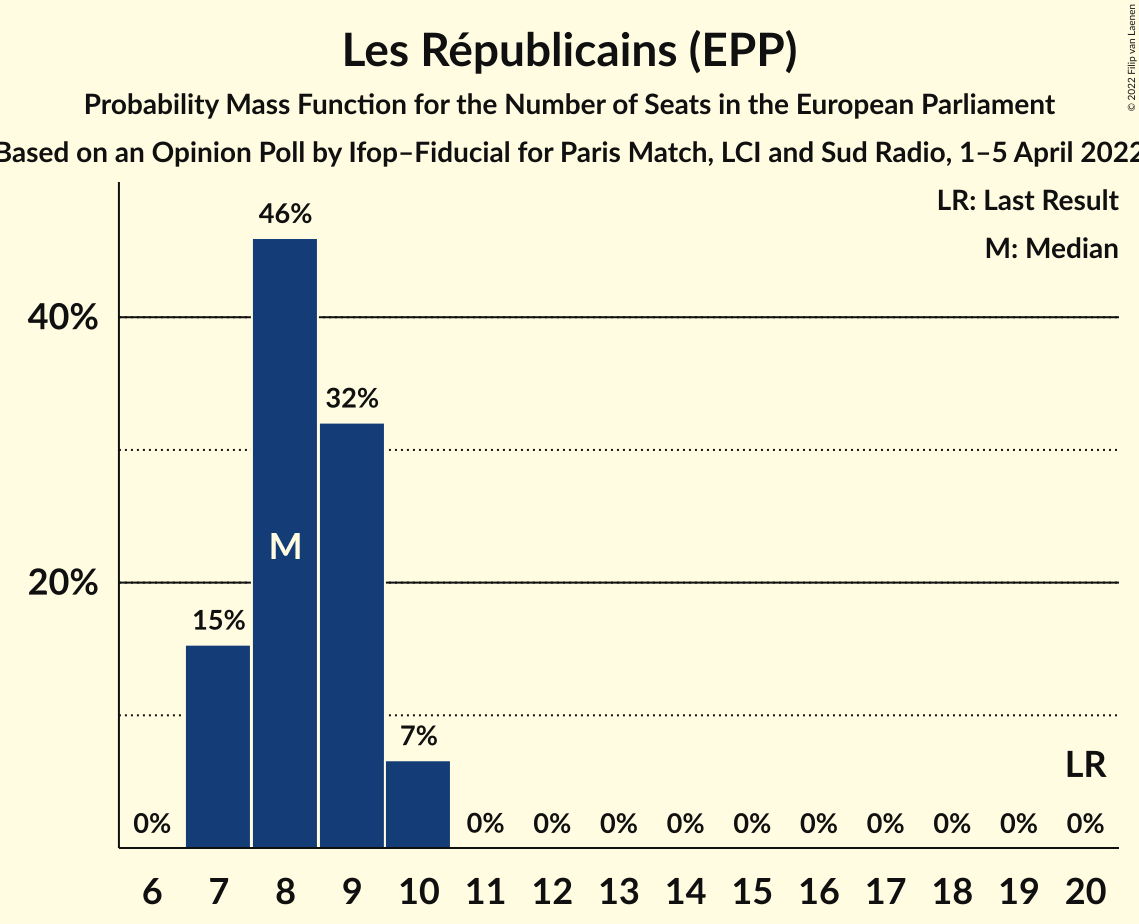 Les Républicains (EPP)
Probability Mass Function for the Number of Seats in the European Parliament
Based on an Opinion Poll by Ifop–Fiducial for Paris Match, LCI and Sud Radio, 1–5 April 2022
© 2022 Filip van Laenen
LR: Last Result
M: Median
46%
40%
32%
M
20%
15%
7%
LR
0% 0% 0% 0% 0% 0% 0% 0% 0% 0% 0%
6 7 8 9 10 11 12 13 14 15 16 17 18 19 20